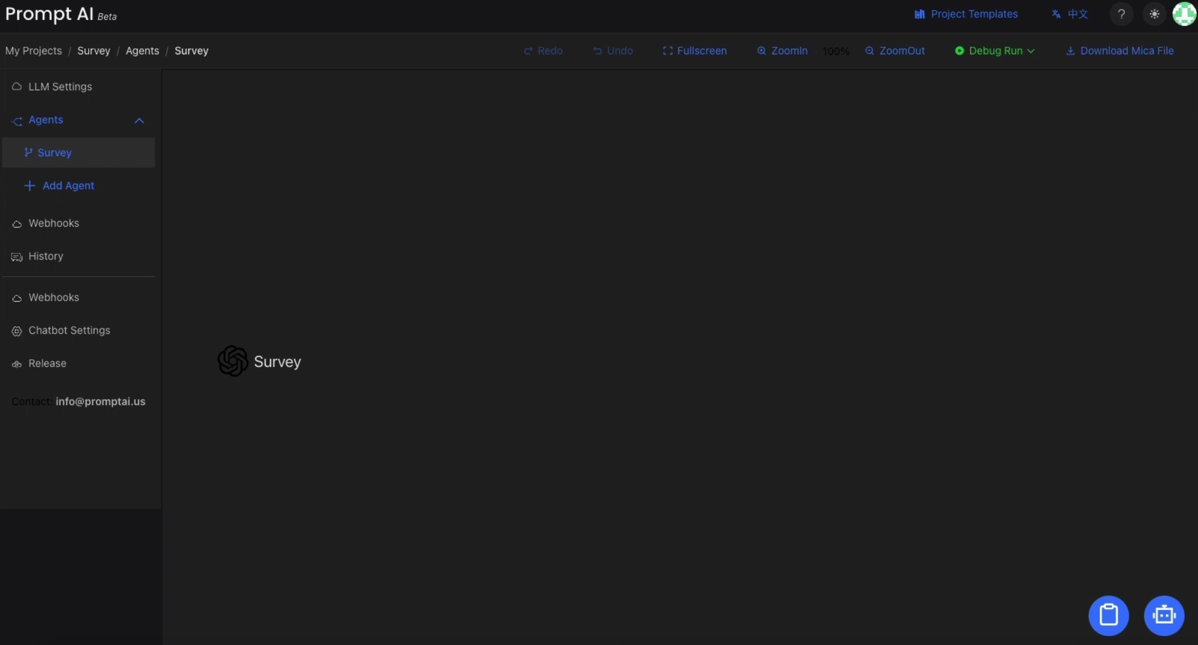 Prompt AI Beta
Project Templates
中文
?
My Projects / Survey / Agents / Survey
Redo
Undo
Fullscreen
ZoomIn
100%
ZoomOut
Debug Run
Download Mica File
LLM Settings
Agents
Survey
Add Agent
Webhooks
History
Webhooks
Chatbot Settings
Release
Contact: info@promptai.us
Survey